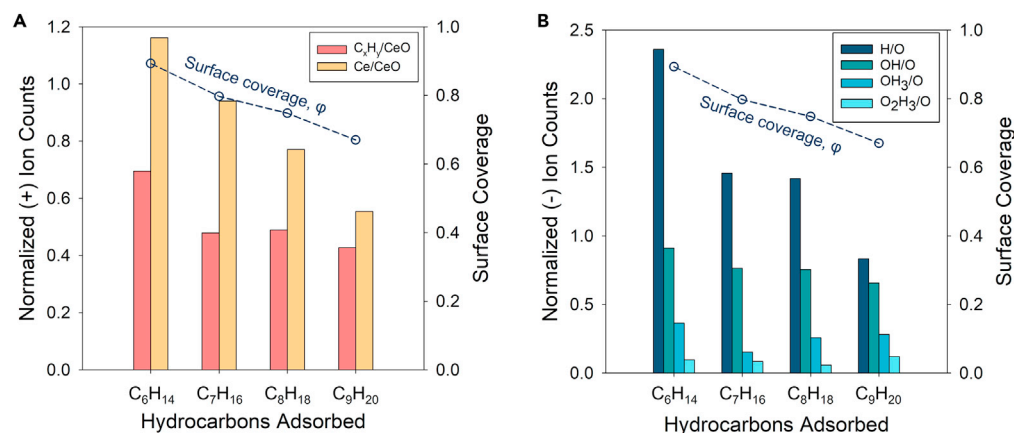 A
1.2
1.0
0.8
0.6
0.4
0.2
0.0
Normalized (+) Ion Counts
CₓHᵧ/CeO
Ce/CeO
Surface coverage, φ
1.0
0.8
0.6
0.4
0.2
0.0
Surface Coverage
C₆H₁₄ C₇H₁₆ C₈H₁₈ C₉H₂₀
Hydrocarbons Adsorbed
B
2.5
2.0
1.5
1.0
0.5
0.0
Normalized (-) Ion Counts
H/O
OH/O
OH₃/O
O₂H₃/O
Surface coverage, φ
1.0
0.8
0.6
0.4
0.2
0.0
Surface Coverage
C₆H₁₄ C₇H₁₆ C₈H₁₈ C₉H₂₀
Hydrocarbons Adsorbed